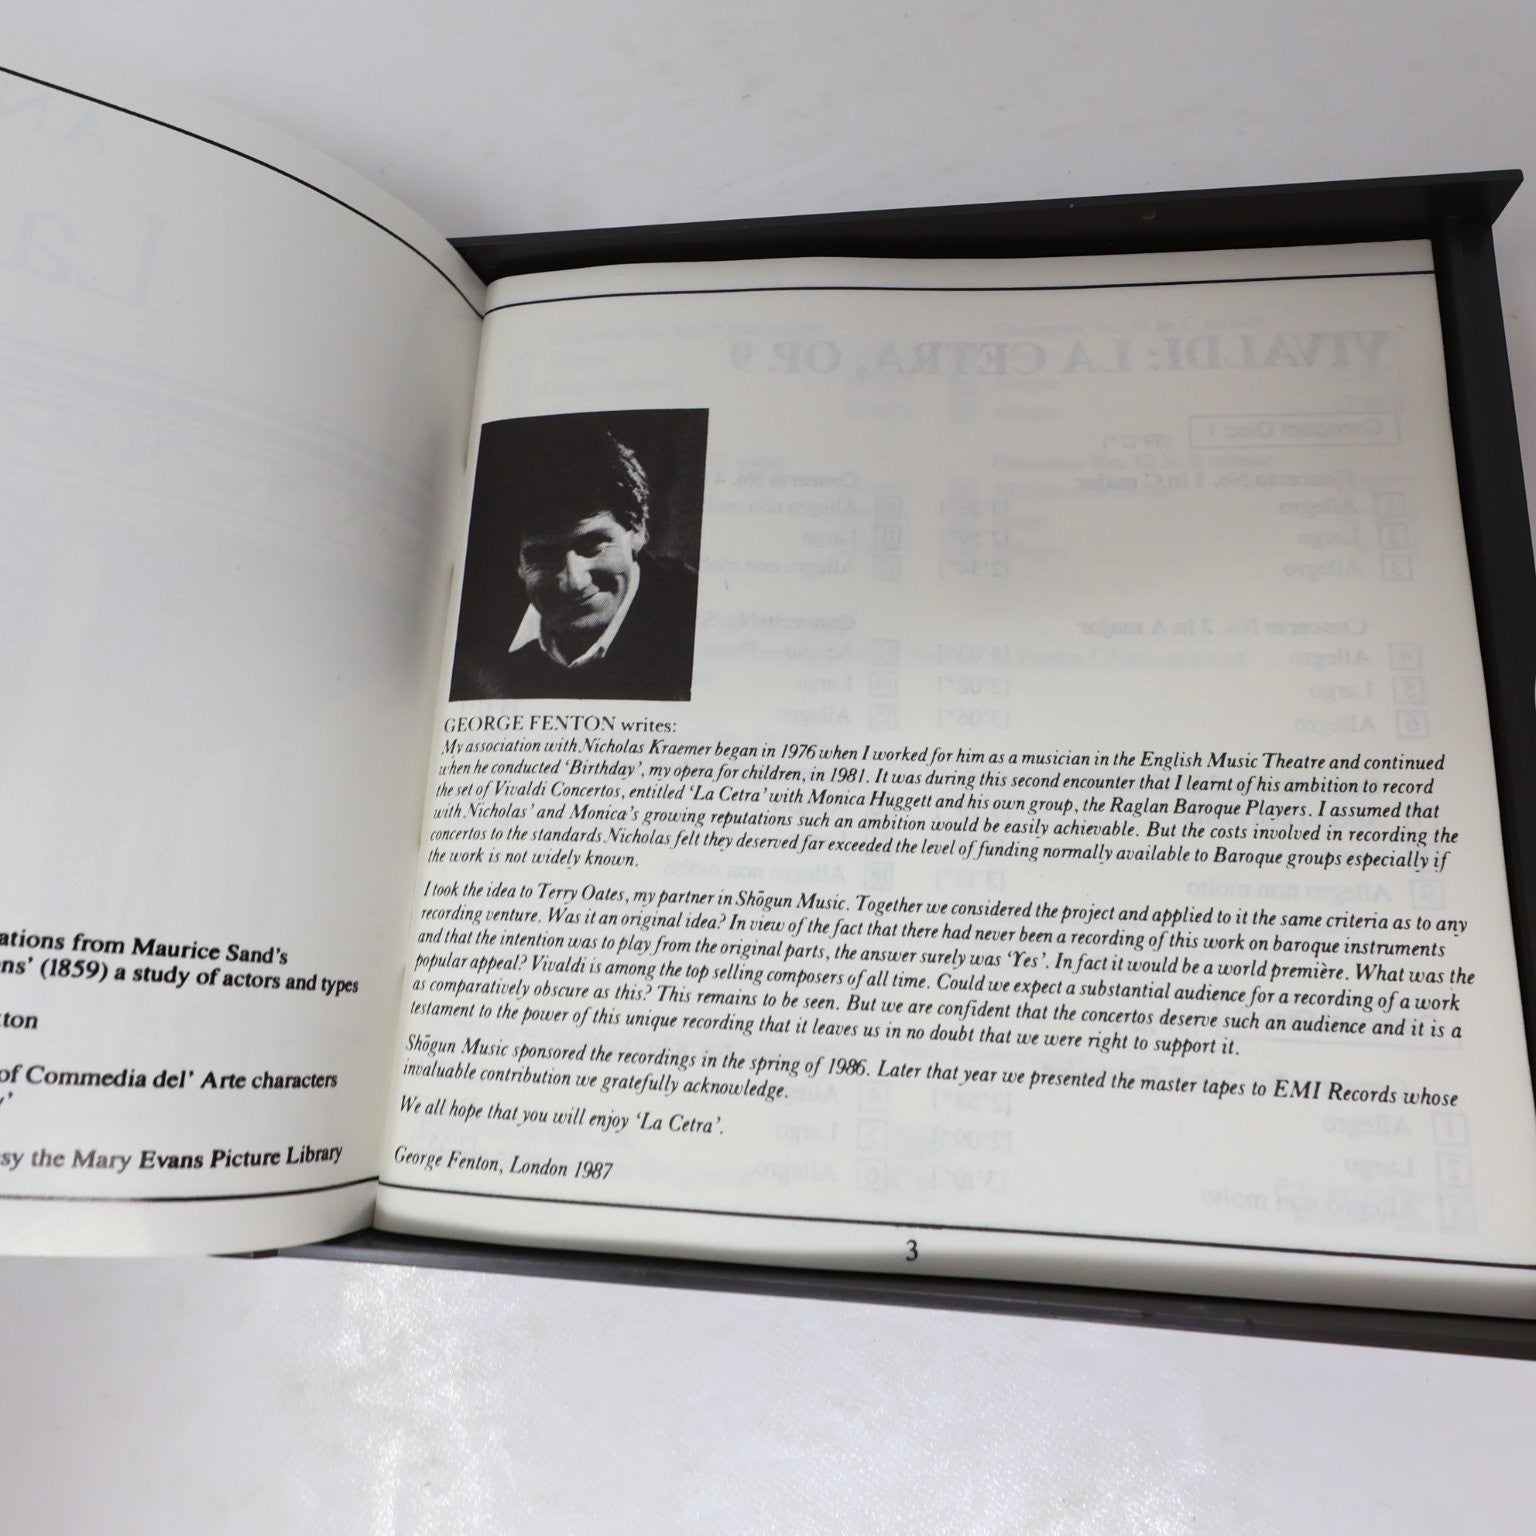 ations from Maurice Sand's
ns' (1859) a study of actors and types
ton
of Commedia del' Arte characters
sy the Mary Evans Picture Library
GEORGE FENTON writes:
My association with Nicholas Kraemer began in 1976 when I worked for him as a musician in the English Music Theatre and continued
when he conducted 'Birthday', my opera for children, in 1981. It was during this second encounter that I learnt of his ambition to record
the set of Vivaldi Concertos, entitled 'La Cetra' with Monica Huggett and his own group, the Raglan Baroque Players. I assumed that
with Nicholas' and Monica's growing reputations such an ambition would be easily achievable. But the costs involved in recording the
concertos to the standards Nicholas felt they deserved far exceeded the level of funding normally available to Baroque groups especially if
the work is not widely known.
I took the idea to Terry Oates, my partner in Shōgun Music. Together we considered the project and applied to it the same criteria as to any
recording venture. Was it an original idea? In view of the fact that there had never been a recording of this work on baroque instruments
and that the intention was to play from the original parts, the answer surely was 'Yes'. In fact it would be a world première. What was the
popular appeal? Vivaldi is among the top selling composers of all time. Could we expect a substantial audience for a recording of a work
as comparatively obscure as this? This remains to be seen. But we are confident that the concertos deserve such an audience and it is a
testament to the power of this unique recording that it leaves us in no doubt that we were right to support it.
Shōgun Music sponsored the recordings in the spring of 1986. Later that year we presented the master tapes to EMI Records whose
invaluable contribution we gratefully acknowledge.
We all hope that you will enjoy 'La Cetra'.
George Fenton, London 1987
3